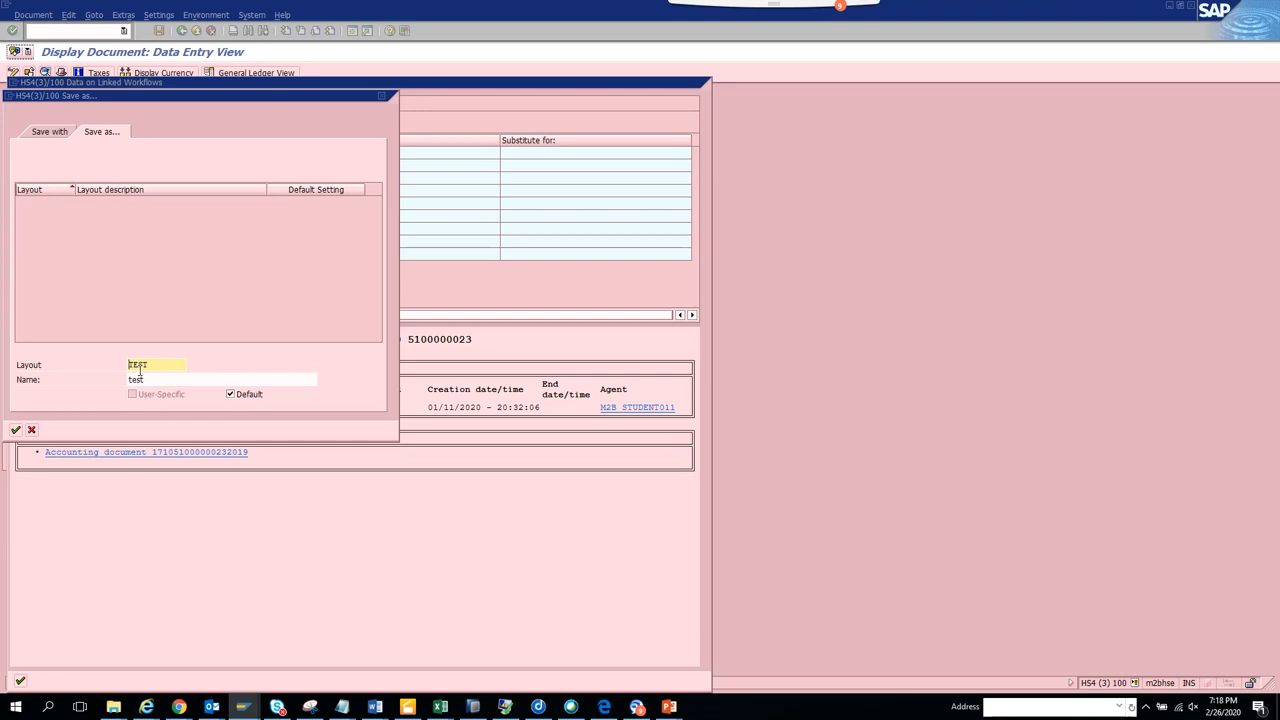 Document Edit Goto Extras Settings Environment System Help
SAP
Display Document: Data Entry View
Taxes Display Currency General Ledger View
HS4(3)/100 Data on Linked Workflows
HS4(3)/100 Save as...
Save with Save as...
Substitute for:
Layout Layout description Default Setting
5100000023
Layout TEST
Name: test
User-Specific Default
Creation date/time End date/time Agent
01/11/2020 - 20:32:06 M2B STUDENT011
• Accounting document 171051000000232019
HS4 (3) 100 m2bhse INS
Address
7:18 PM
2/26/2020